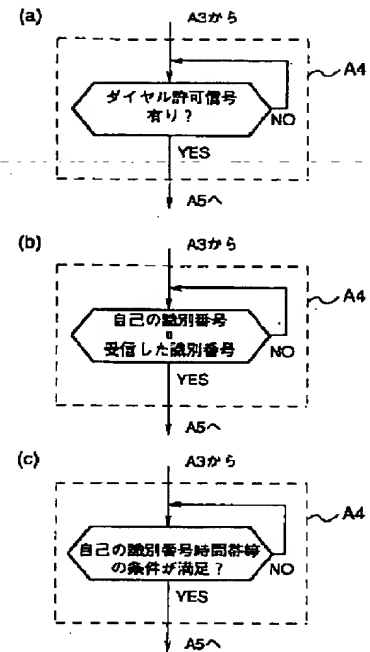 (a)
A3から
A4
ダイヤル許可信号
有り？
NO
YES
A5へ
(b)
A3から
A4
自己の識別番号
=
受信した識別番号
NO
YES
A5へ
(c)
A3から
A4
自己の識別番号時間帯等
の条件が満足？
NO
YES
A5へ